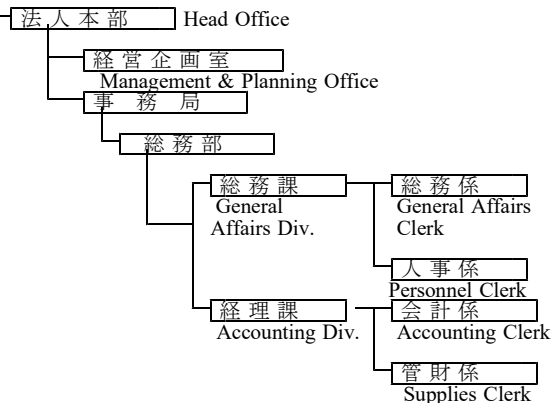 法人本部 Head Office
経営企画室
Management & Planning Office
事務局
総務部
総務課 総務係
General General Affairs
Affairs Div. Clerk
人事係
Personnel Clerk
経理課 会計係
Accounting Div. Accounting Clerk
管財係
Supplies Clerk